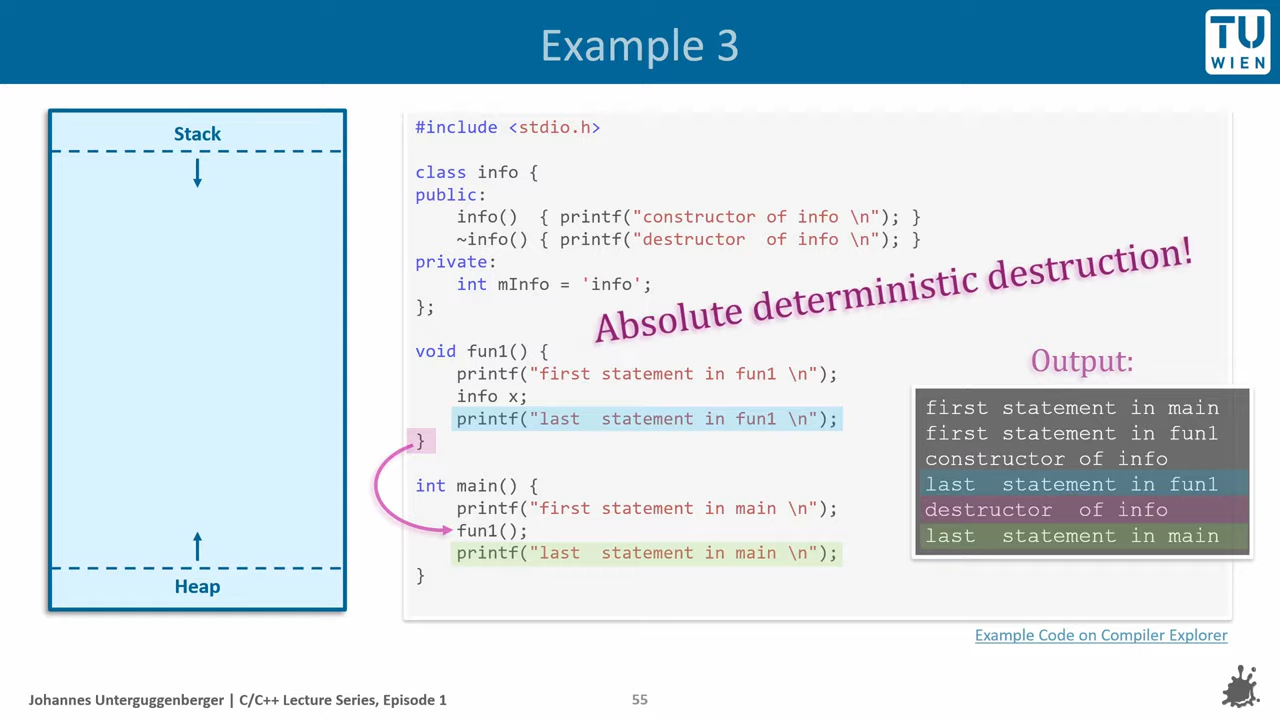 Example 3
TU
WIEN
Stack
Heap
#include <stdio.h>
class info {
public:
info()  { printf("constructor of info \n"); }
~info() { printf("destructor  of info \n"); }
private:
int mInfo = 'info';
};
Absolute deterministic destruction!
void fun1() {
printf("first statement in fun1 \n");
info x;
printf("last  statement in fun1 \n");
}
int main() {
printf("first statement in main \n");
fun1();
printf("last  statement in main \n");
}
Output:
first statement in main
first statement in fun1
constructor of info
last  statement in fun1
destructor  of info
last  statement in main
Example Code on Compiler Explorer
Johannes Unterguggenberger | C/C++ Lecture Series, Episode 1
55